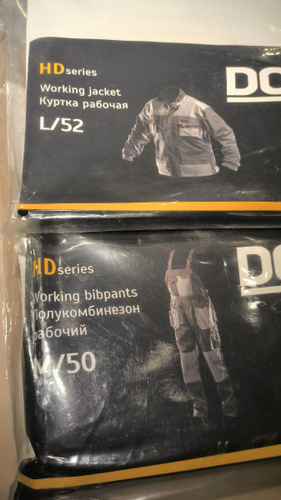 HD series
Working jacket
Куртка рабочая
L/52
HD series
Working bibpants
Полукомбинезон
рабочий
M/50